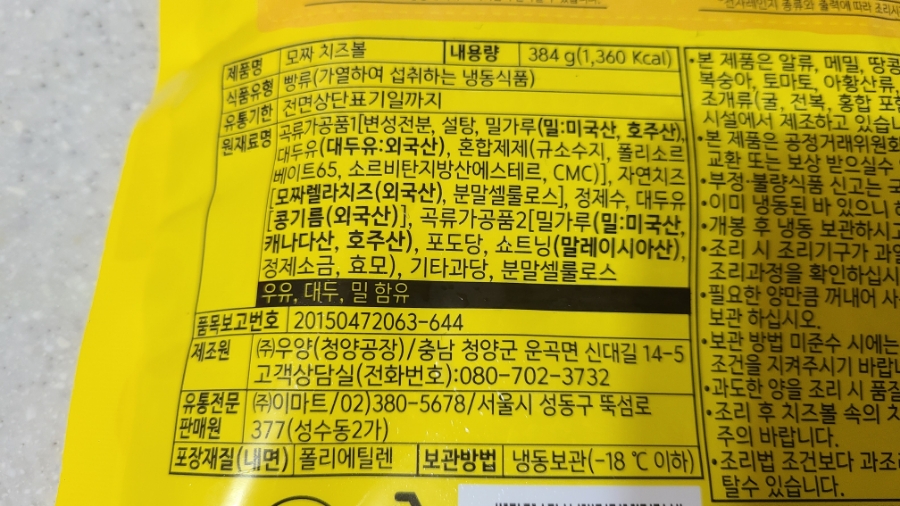 전자레인지 종류와 출력에 따라 조리시
제품명 모짜 치즈볼 내용량 384 g(1,360 Kcal)
식품유형 빵류(가열하여 섭취하는 냉동식품)
유통기한 전면상단표기일까지
원재료명 곡류가공품1[변성전분, 설탕, 밀가루(밀:미국산, 호주산),
대두유(대두유:외국산), 혼합제제(규소수지, 폴리소르
베이트65, 소르비탄지방산에스테르, CMC)], 자연치즈
[모짜렐라치즈(외국산), 분말셀룰로스], 정제수, 대두유
[콩기름(외국산)], 곡류가공품2[밀가루(밀:미국산,
캐나다산, 호주산), 포도당, 쇼트닝(말레이시아산),
정제소금, 효모), 기타과당, 분말셀룰로스
우유, 대두, 밀 함유
품목보고번호 20150472063-644
제조원 ㈜우양(청양공장)/충남 청양군 운곡면 신대길 14-5
고객상담실(전화번호):080-702-3732
유통전문 ㈜이마트/02)380-5678/서울시 성동구 뚝섬로
판매원 377(성수동2가)
포장재질(내면) 폴리에틸렌 보관방법 냉동보관(-18 ℃ 이하)
•본 제품은 알류, 메밀, 땅콩
복숭아, 토마토, 아황산류,
조개류(굴, 전복, 홍합 포함
시설에서 제조하고 있습니
•본 제품은 공정거래위원회
교환 또는 보상 받으실수
•부정·불량식품 신고는 국
•이미 냉동된 바 있으니 해
•개봉 후 냉동 보관하시고
•조리 시 조리기구가 과열
조리과정을 확인하십시
•필요한 양만큼 꺼내어 사
보관 하십시오.
•보관 방법 미준수 시에는
조건을 지켜주시기 바랍니
•과도한 양을 조리 시 품질
•조리 후 치즈볼 속의 치
주의 바랍니다.
•조리법 조건보다 과조리
탈수 있습니다.